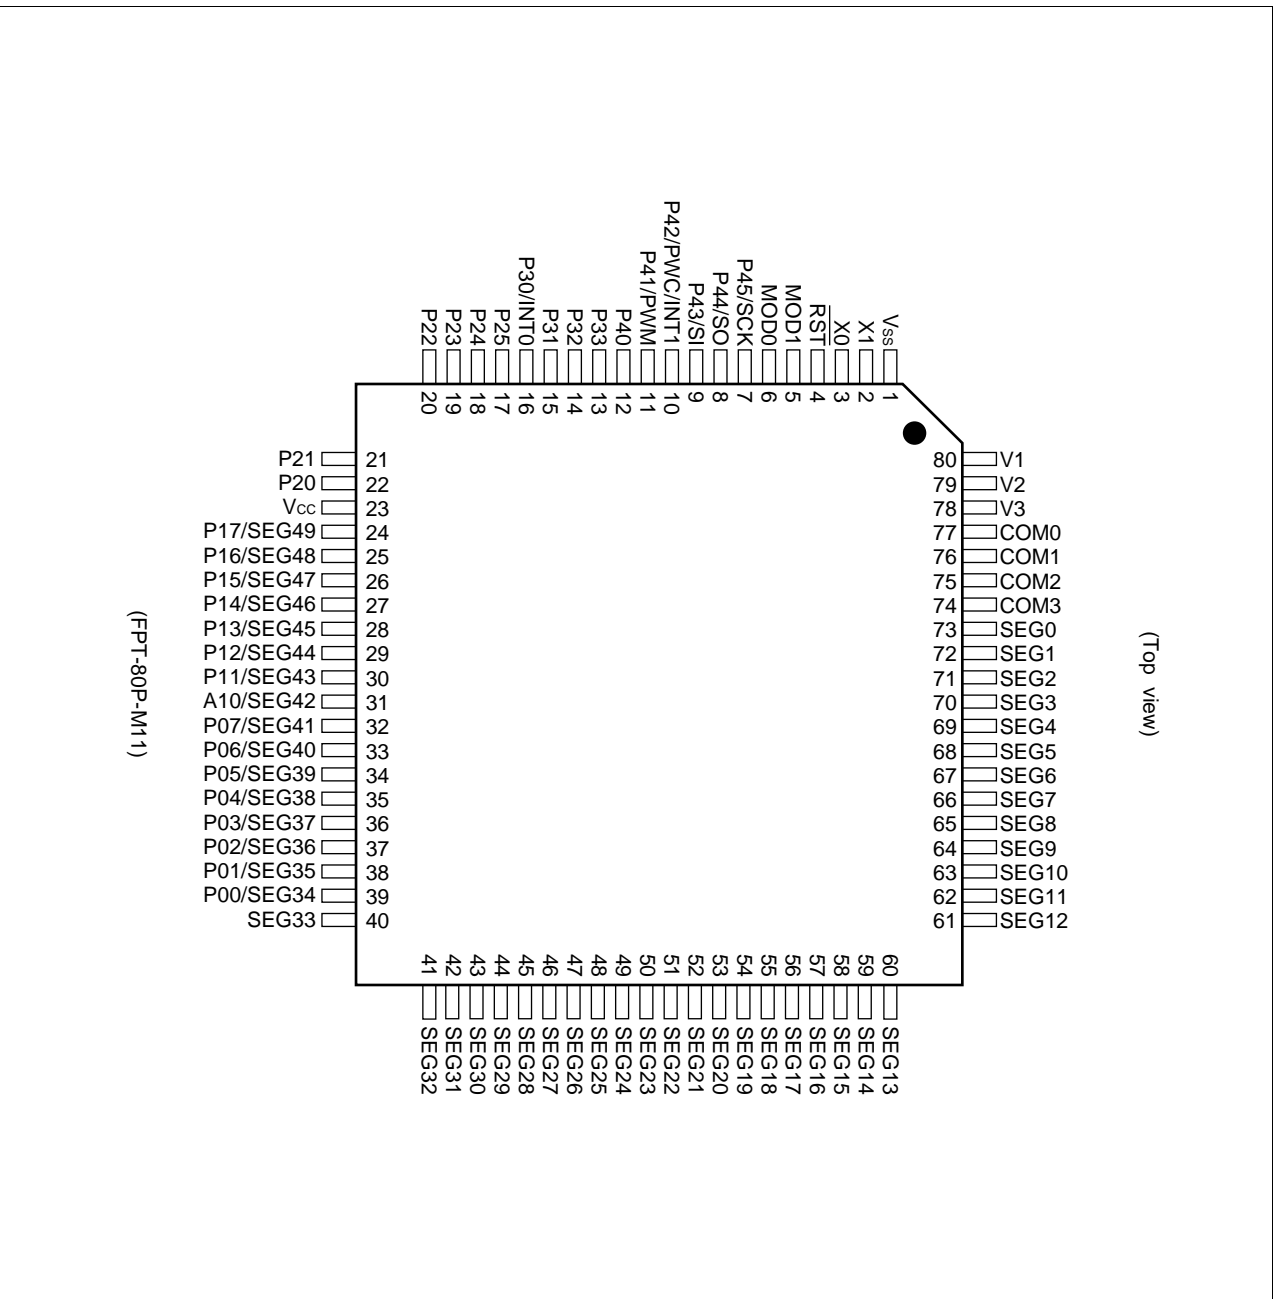 P22
P23
P24
P25
P30/INT0
P31
P32
P33
P40
P41/PWM
P42/PWC/INT1
P43/SI
P44/SO
P45/SCK
MOD0
MOD1
RST
X0
X1
Vss
20
19
18
17
16
15
14
13
12
11
10
9
8
7
6
5
4
3
2
1
P21 21
P20 22
Vcc 23
P17/SEG49 24
P16/SEG48 25
P15/SEG47 26
P14/SEG46 27
P13/SEG45 28
P12/SEG44 29
P11/SEG43 30
A10/SEG42 31
P07/SEG41 32
P06/SEG40 33
P05/SEG39 34
P04/SEG38 35
P03/SEG37 36
P02/SEG36 37
P01/SEG35 38
P00/SEG34 39
SEG33 40
80 V1
79 V2
78 V3
77 COM0
76 COM1
75 COM2
74 COM3
73 SEG0
72 SEG1
71 SEG2
70 SEG3
69 SEG4
68 SEG5
67 SEG6
66 SEG7
65 SEG8
64 SEG9
63 SEG10
62 SEG11
61 SEG12
41
42
43
44
45
46
47
48
49
50
51
52
53
54
55
56
57
58
59
60
SEG32
SEG31
SEG30
SEG29
SEG28
SEG27
SEG26
SEG25
SEG24
SEG23
SEG22
SEG21
SEG20
SEG19
SEG18
SEG17
SEG16
SEG15
SEG14
SEG13
(FPT-80P-M11)
(Top view)